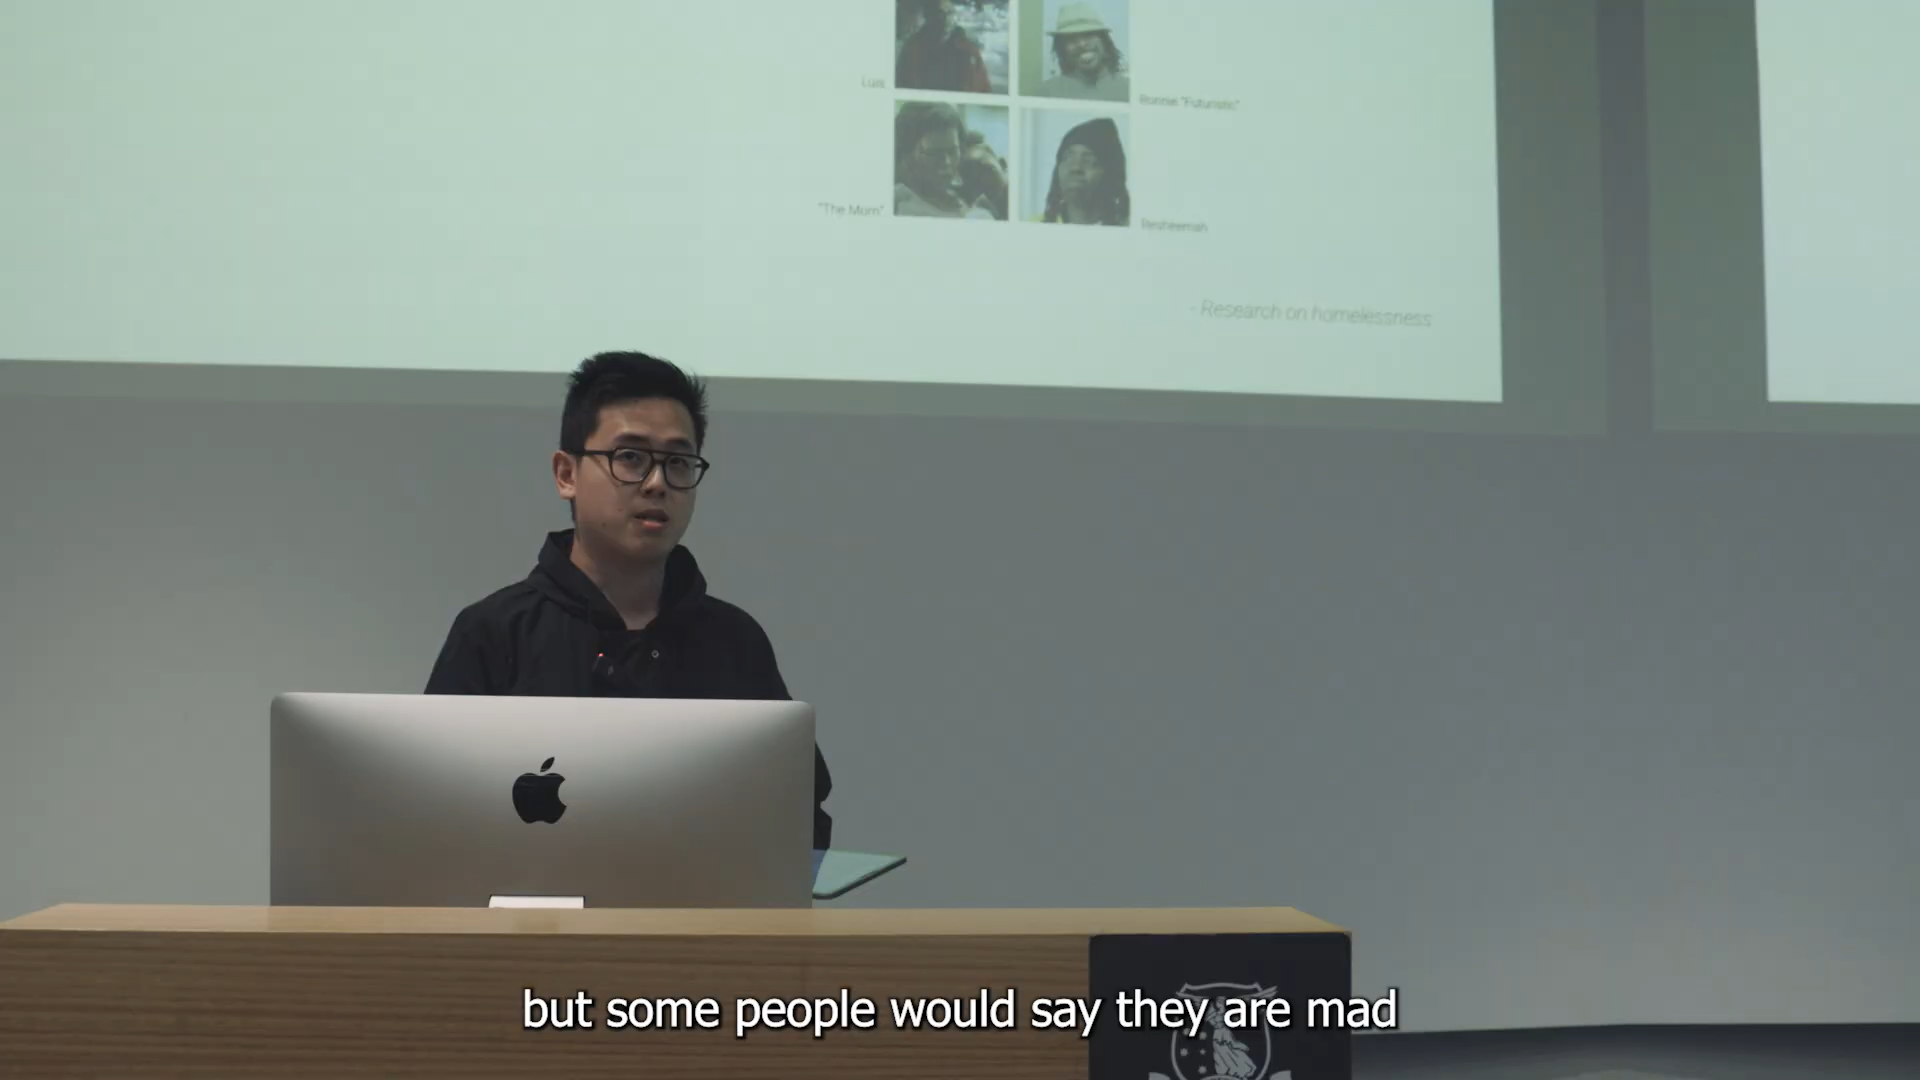 Luis
Ronnie "Futuristic"
"The Mom"
Resheemah
- Research on homelessness
but some people would say they are mad